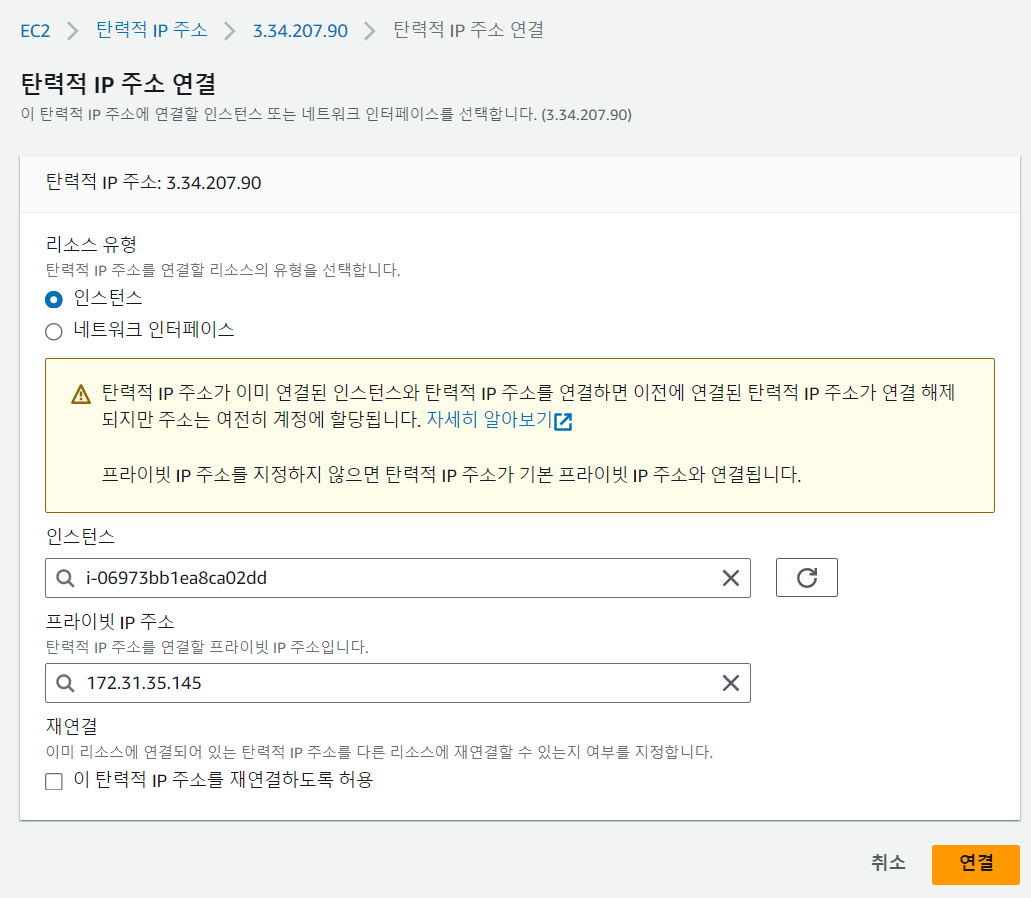 EC2 > 탄력적 IP 주소 > 3.34.207.90 > 탄력적 IP 주소 연결
탄력적 IP 주소 연결
이 탄력적 IP 주소에 연결할 인스턴스 또는 네트워크 인터페이스를 선택합니다. (3.34.207.90)
탄력적 IP 주소: 3.34.207.90
리소스 유형
탄력적 IP 주소를 연결할 리소스의 유형을 선택합니다.
인스턴스
네트워크 인터페이스
탄력적 IP 주소가 이미 연결된 인스턴스와 탄력적 IP 주소를 연결하면 이전에 연결된 탄력적 IP 주소가 연결 해제
되지만 주소는 여전히 계정에 할당됩니다. 자세히 알아보기
프라이빗 IP 주소를 지정하지 않으면 탄력적 IP 주소가 기본 프라이빗 IP 주소와 연결됩니다.
인스턴스
i-06973bb1ea8ca02dd
프라이빗 IP 주소
탄력적 IP 주소를 연결할 프라이빗 IP 주소입니다.
172.31.35.145
재연결
이미 리소스에 연결되어 있는 탄력적 IP 주소를 다른 리소스에 재연결할 수 있는지 여부를 지정합니다.
이 탄력적 IP 주소를 재연결하도록 허용
취소 연결